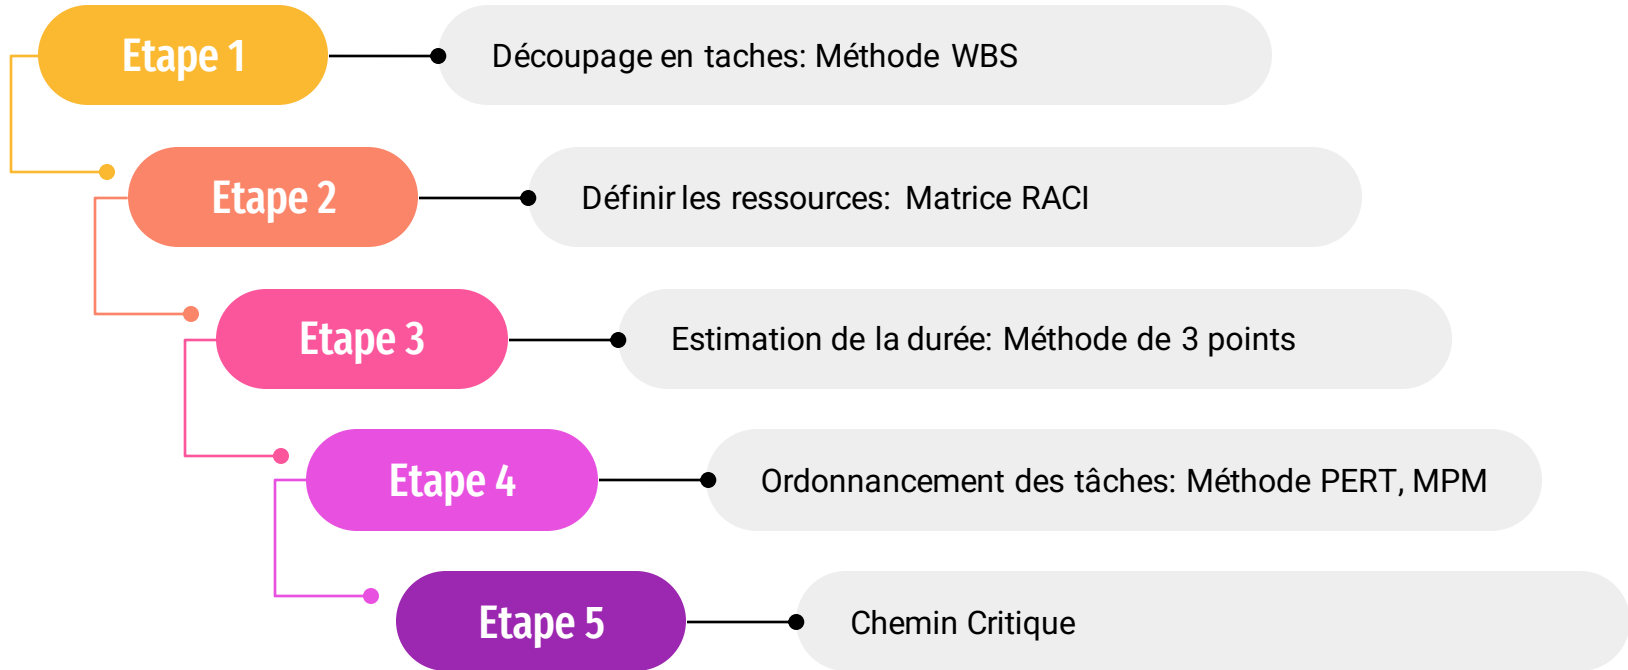 Etape 1
Découpage en taches: Méthode WBS
Etape 2
Définir les ressources: Matrice RACI
Etape 3
Estimation de la durée: Méthode de 3 points
Etape 4
Ordonnancement des tâches: Méthode PERT, MPM
Etape 5
Chemin Critique